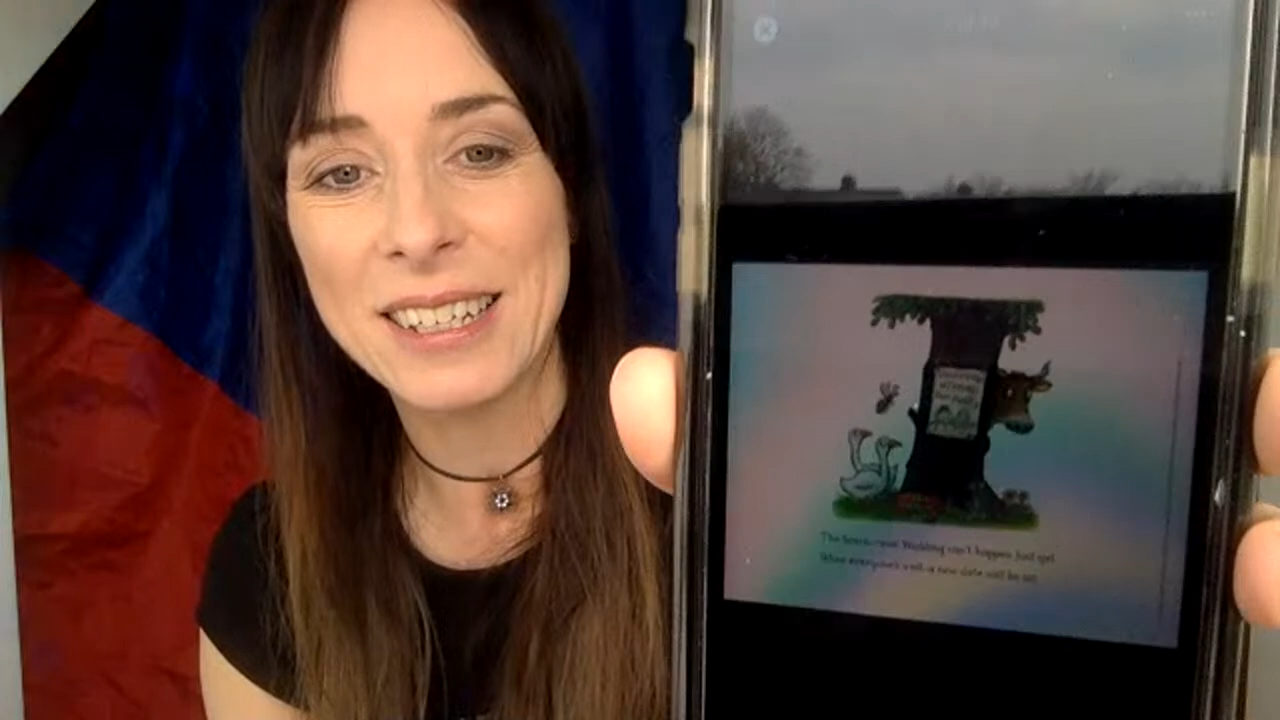 The Scarecrows' Wedding can't happen just yet
When everyone's well a new date will be set